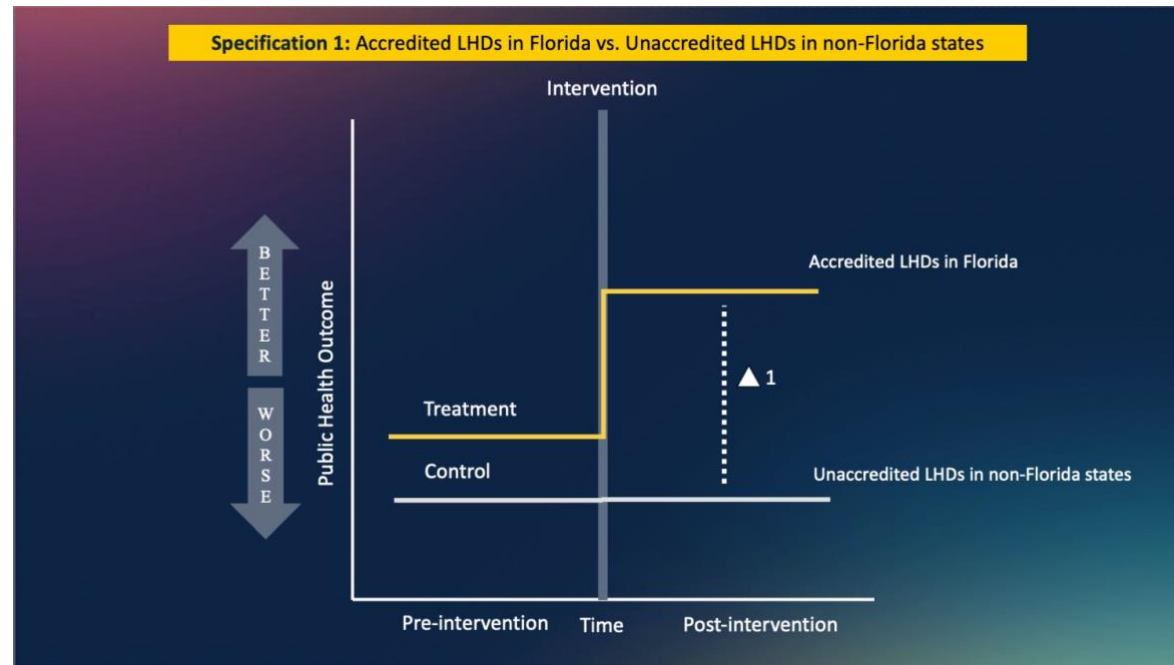 Specification 1: Accredited LHDs in Florida vs. Unaccredited LHDs in non-Florida states
Intervention
BETTER
WORSE
Public Health Outcome
Accredited LHDs in Florida
▲ 1
Treatment
Control
Unaccredited LHDs in non-Florida states
Pre-intervention
Time
Post-intervention